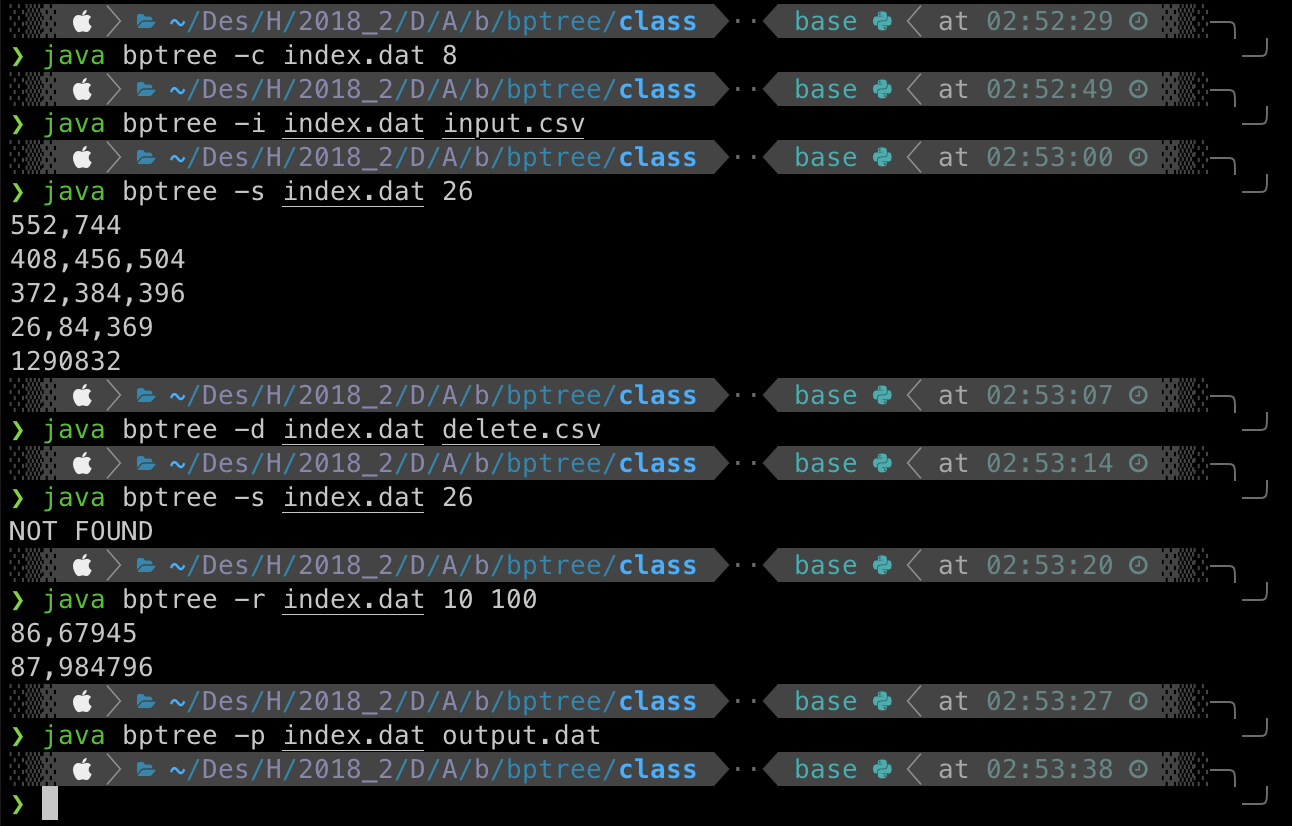 ~/Des/H/2018_2/D/A/b/bptree/class ·· base at 02:52:29
❯ java bptree -c index.dat 8
~/Des/H/2018_2/D/A/b/bptree/class ·· base at 02:52:49
❯ java bptree -i index.dat input.csv
~/Des/H/2018_2/D/A/b/bptree/class ·· base at 02:53:00
❯ java bptree -s index.dat 26
552,744
408,456,504
372,384,396
26,84,369
1290832
~/Des/H/2018_2/D/A/b/bptree/class ·· base at 02:53:07
❯ java bptree -d index.dat delete.csv
~/Des/H/2018_2/D/A/b/bptree/class ·· base at 02:53:14
❯ java bptree -s index.dat 26
NOT FOUND
~/Des/H/2018_2/D/A/b/bptree/class ·· base at 02:53:20
❯ java bptree -r index.dat 10 100
86,67945
87,984796
~/Des/H/2018_2/D/A/b/bptree/class ·· base at 02:53:27
❯ java bptree -p index.dat output.dat
~/Des/H/2018_2/D/A/b/bptree/class ·· base at 02:53:38
❯